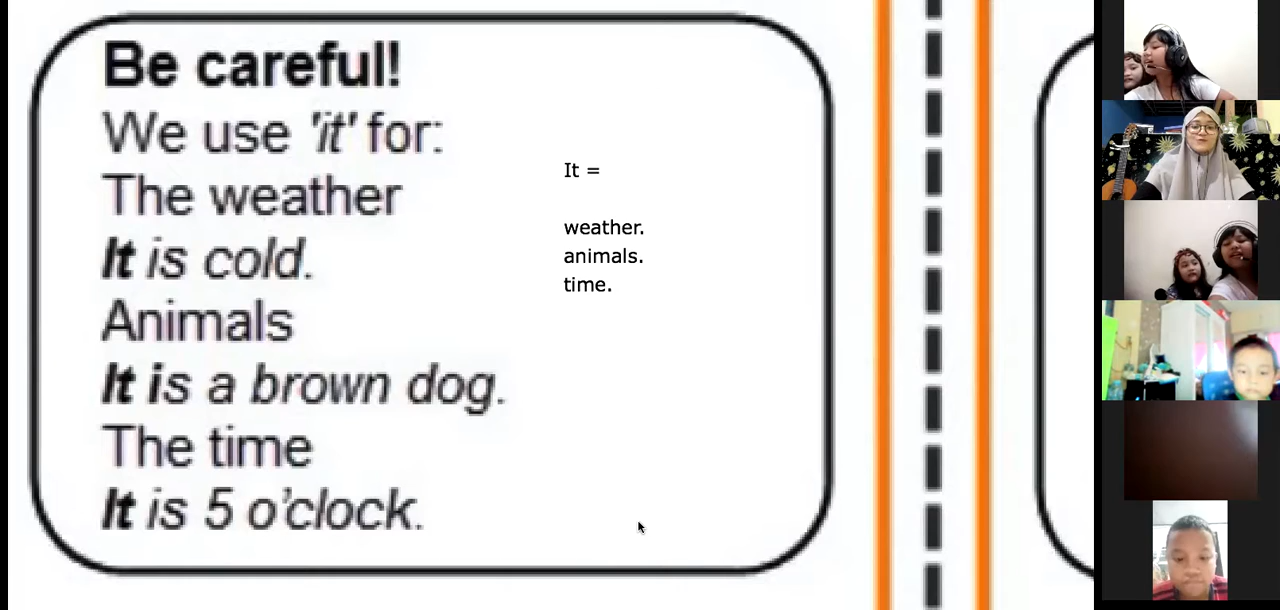 Be careful!
We use 'it' for:
The weather
It is cold.
Animals
It is a brown dog.
The time
It is 5 o'clock.
It =
weather.
animals.
time.